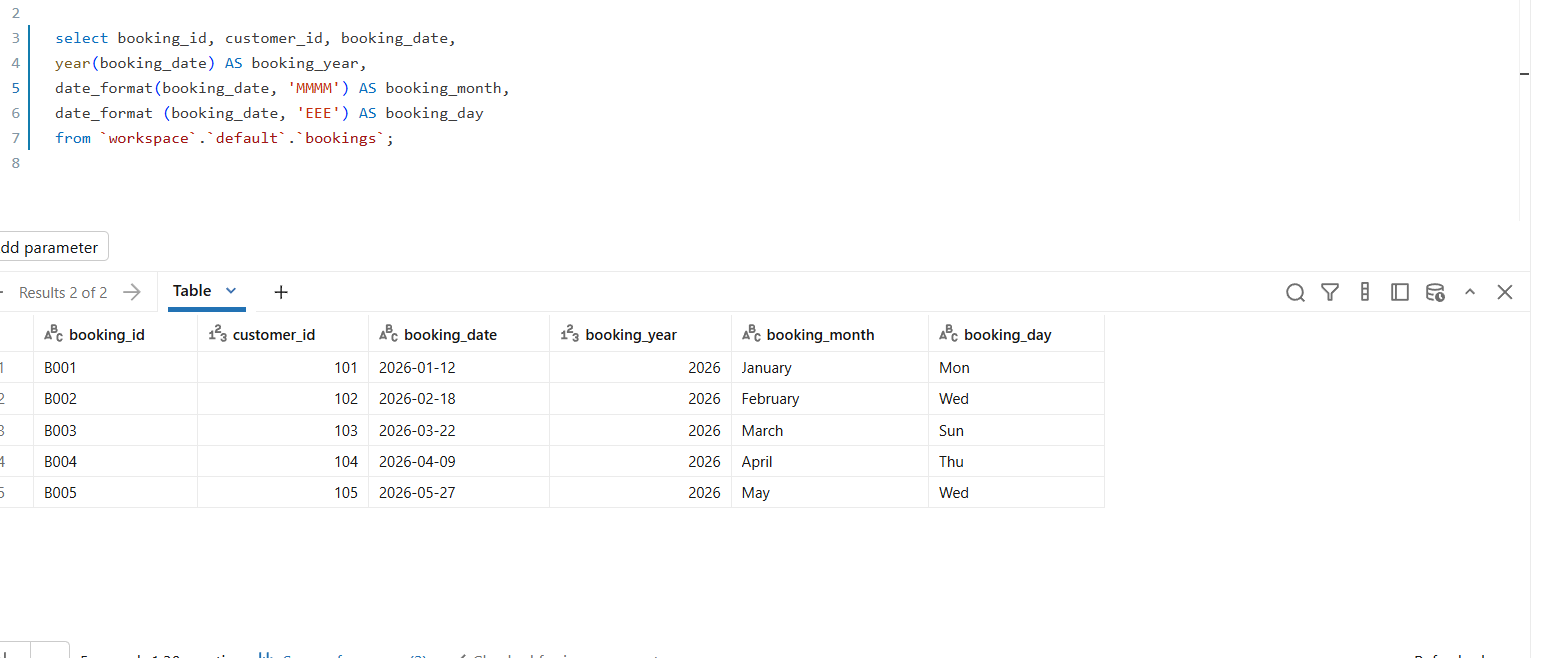 2
3 select booking_id, customer_id, booking_date,
4 year(booking_date) AS booking_year,
5 date_format(booking_date, 'MMMM') AS booking_month,
6 date_format (booking_date, 'EEE') AS booking_day
7 from `workspace`.`default`.`bookings`;
8
dd parameter
Results 2 of 2 Table
booking_id customer_id booking_date booking_year booking_month booking_day
1 B001 101 2026-01-12 2026 January Mon
2 B002 102 2026-02-18 2026 February Wed
3 B003 103 2026-03-22 2026 March Sun
4 B004 104 2026-04-09 2026 April Thu
5 B005 105 2026-05-27 2026 May Wed